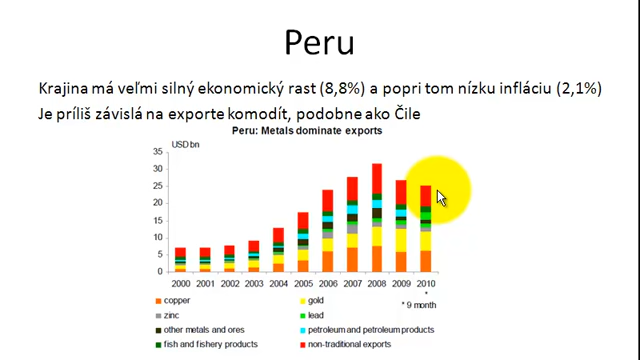 Peru
Krajina má veľmi silný ekonomický rast (8,8%) a popri tom nízku infláciu (2,1%)
Je príliš závislá na exporte komodít, podobne ako Čile
Peru: Metals dominate exports
USD bn
35
30
25
20
15
10
5
0
2000 2001 2002 2003 2004 2005 2006 2007 2008 2009 2010
*
* 9 month
copper gold
zinc lead
other metals and ores petroleum and petroleum products
fish and fishery products non-traditional exports